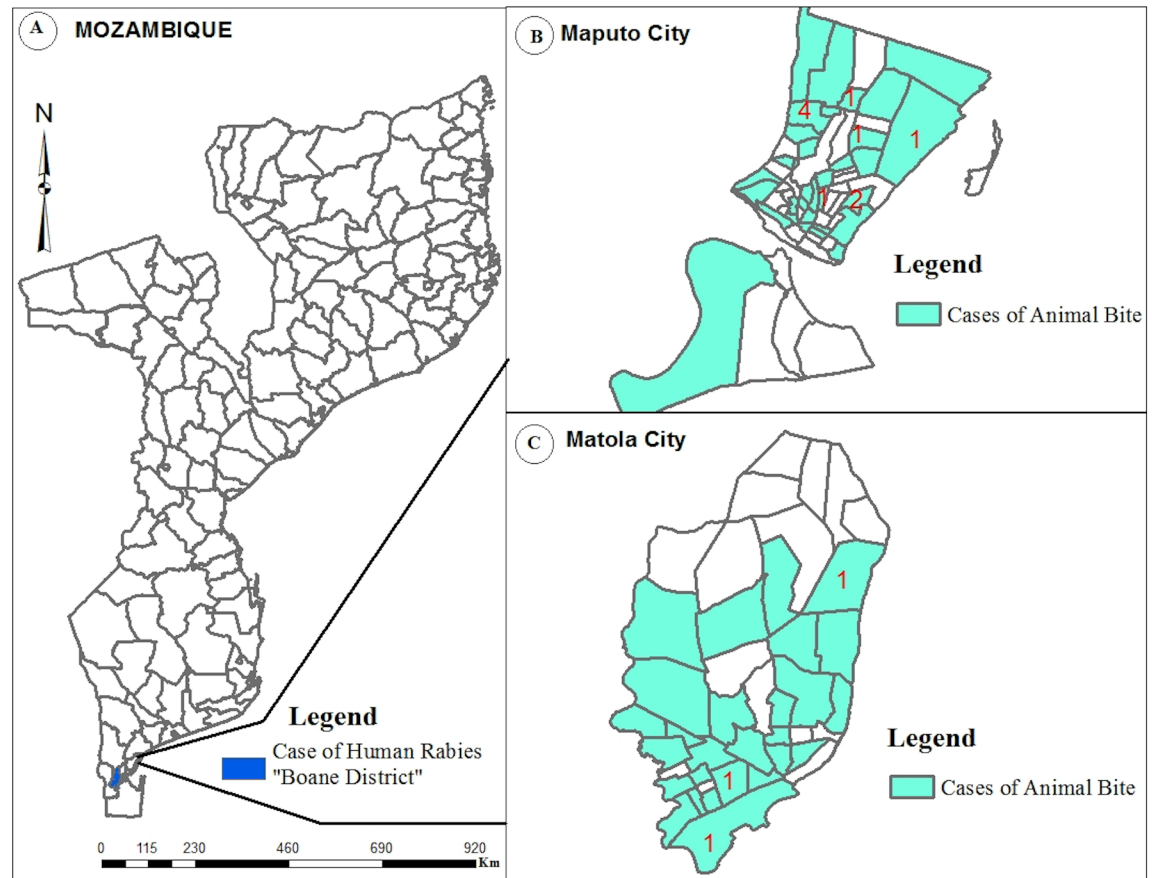 A MOZAMBIQUE
N
Legend
Case of Human Rabies
"Boane District"
0 115 230 460 690 920
Km
B Maputo City
1
4
1
1
1
2
Legend
Cases of Animal Bite
C Matola City
1
1
1
Legend
Cases of Animal Bite